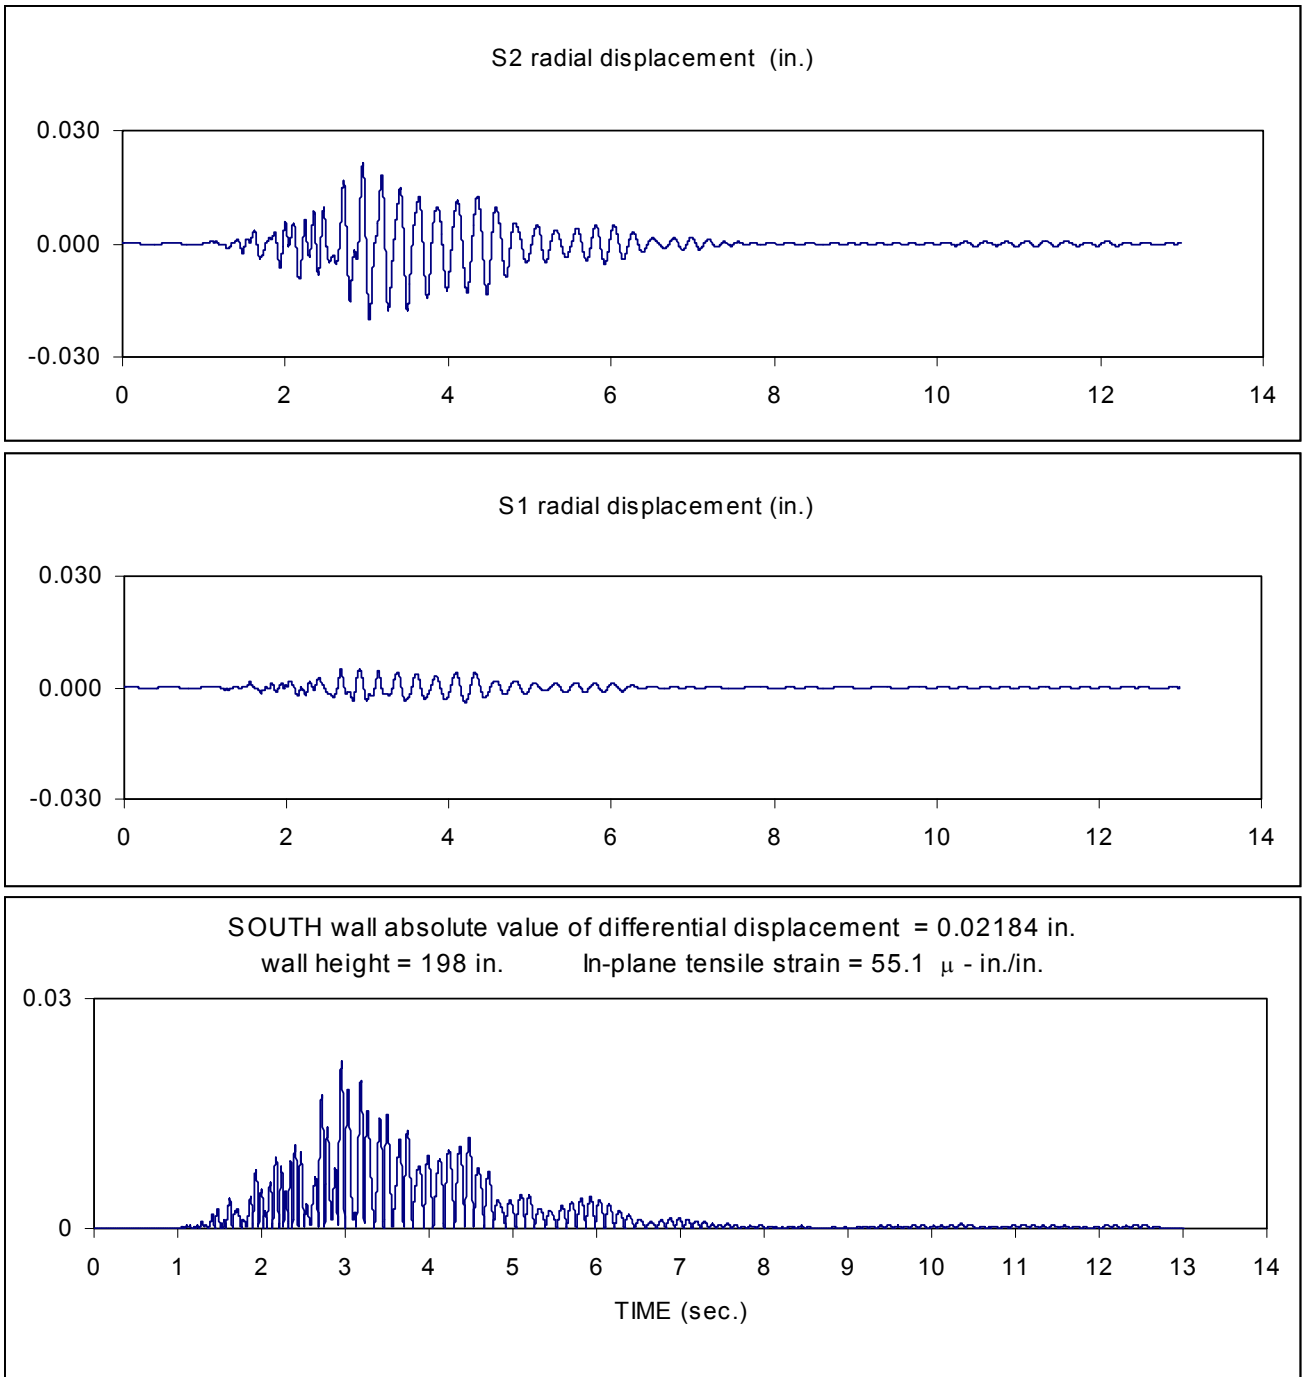 S2 radial displacement (in.)
0.030
0.000
-0.030
0 2 4 6 8 10 12 14
S1 radial displacement (in.)
0.030
0.000
-0.030
0 2 4 6 8 10 12 14
SOUTH wall absolute value of differential displacement = 0.02184 in.
wall height = 198 in. In-plane tensile strain = 55.1 μ - in./in.
0.03
0
0 1 2 3 4 5 6 7 8 9 10 11 12 13 14
TIME (sec.)